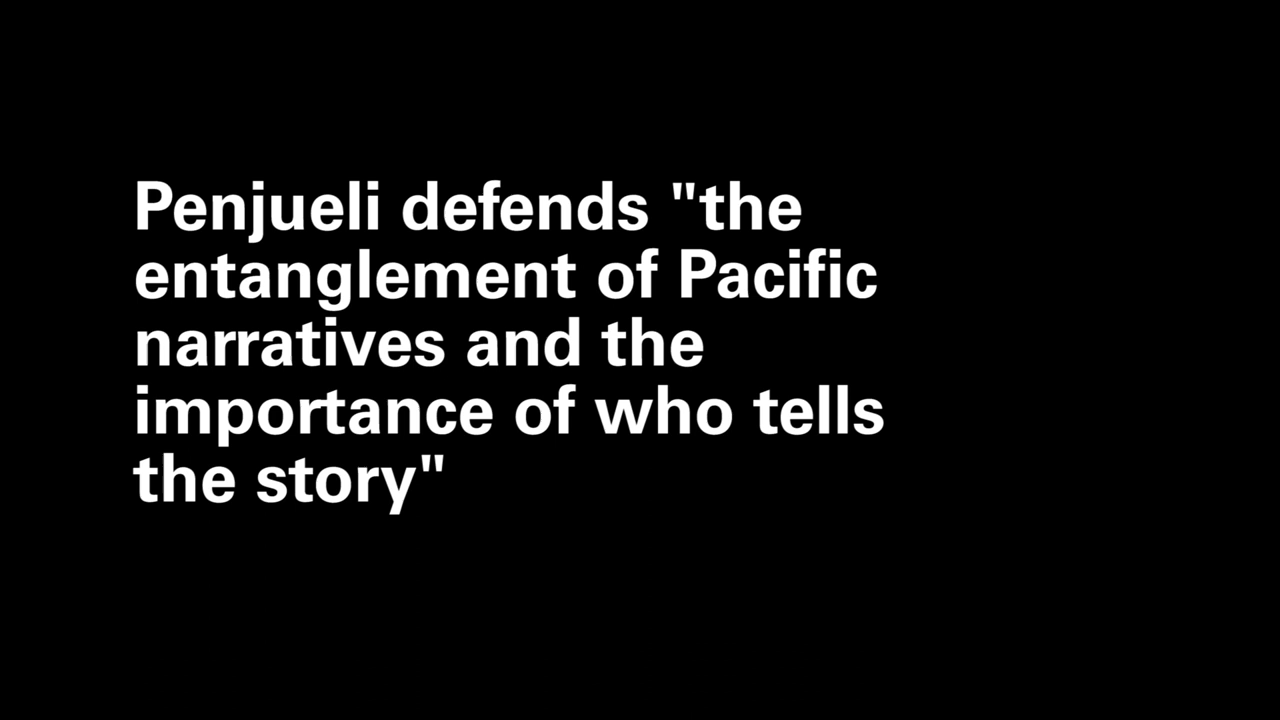 Penjueli defends "the
entanglement of Pacific
narratives and the
importance of who tells
the story"